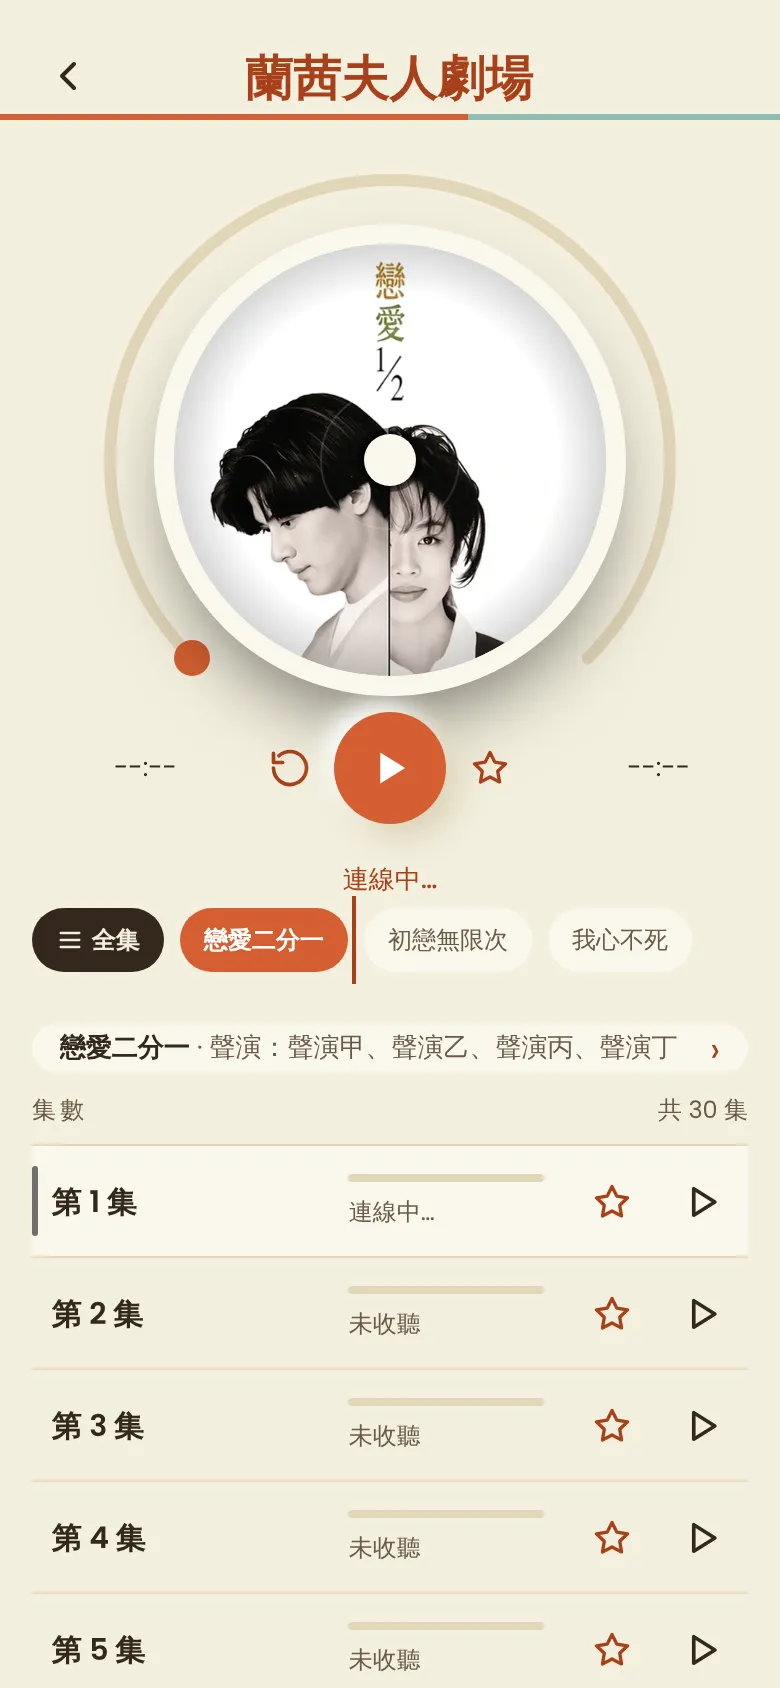 蘭茜夫人劇場
戀愛1/2
--:--
--:--
連線中...
全集
戀愛二分一
初戀無限次
我心不死
戀愛二分一 · 聲演：聲演甲、聲演乙、聲演丙、聲演丁 ›
集數
共 30 集
第 1 集
連線中...
第 2 集
未收聽
第 3 集
未收聽
第 4 集
未收聽
第 5 集
未收聽